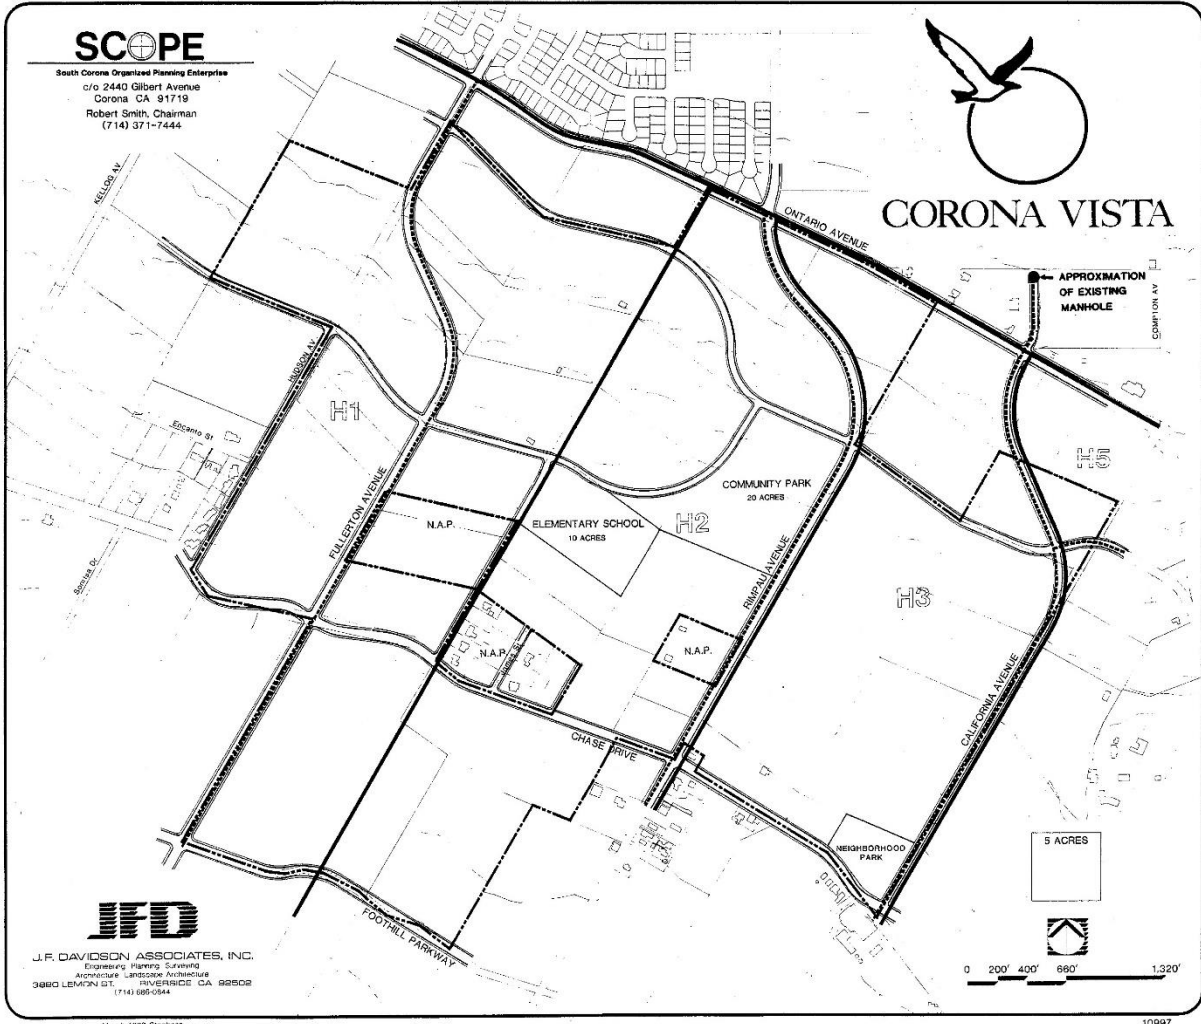 SCOPE
South Corona Organized Planning Enterprise
c/o 2440 Gilbert Avenue
Corona CA 91719
Robert Smith, Chairman
(714) 371-7444
CORONA VISTA
KELLOG AV
ONTARIO AVENUE
APPROXIMATION
OF EXISTING
MANHOLE
COMPTON AV
HUDSON AV
H1
Encanto St
H5
COMMUNITY PARK
20 ACRES
FULLERTON AVENUE
N.A.P.
ELEMENTARY SCHOOL
10 ACRES
H2
RIMPAU AVENUE
H3
N.A.P.
James St
N.A.P.
CALIFORNIA AVENUE
CHASE DRIVE
NEIGHBORHOOD
PARK
5 ACRES
FOOTHILL PARKWAY
JFD
J.F. DAVIDSON ASSOCIATES, INC.
Engineering Planning Surveying
Architecture Landscape Architecture
3880 LEMON ST. RIVERSIDE CA 92502
(714) 686-0844
0 200' 400' 660' 1,320'
10997